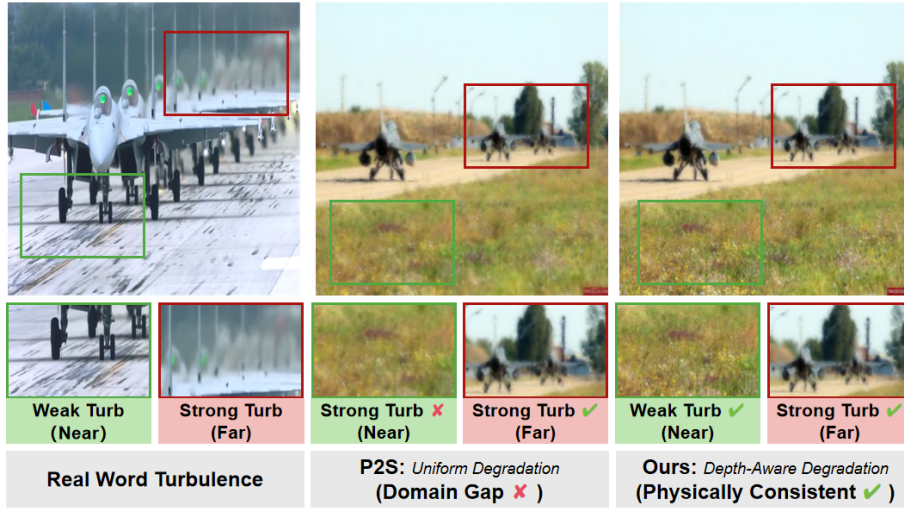 Weak Turb
(Near)
Strong Turb
(Far)
Strong Turb ✘
(Near)
Strong Turb ✔
(Far)
Weak Turb ✔
(Near)
Strong Turb ✔
(Far)
Real Word Turbulence
P2S: Uniform Degradation
(Domain Gap ✘ )
Ours: Depth-Aware Degradation
(Physically Consistent ✔ )